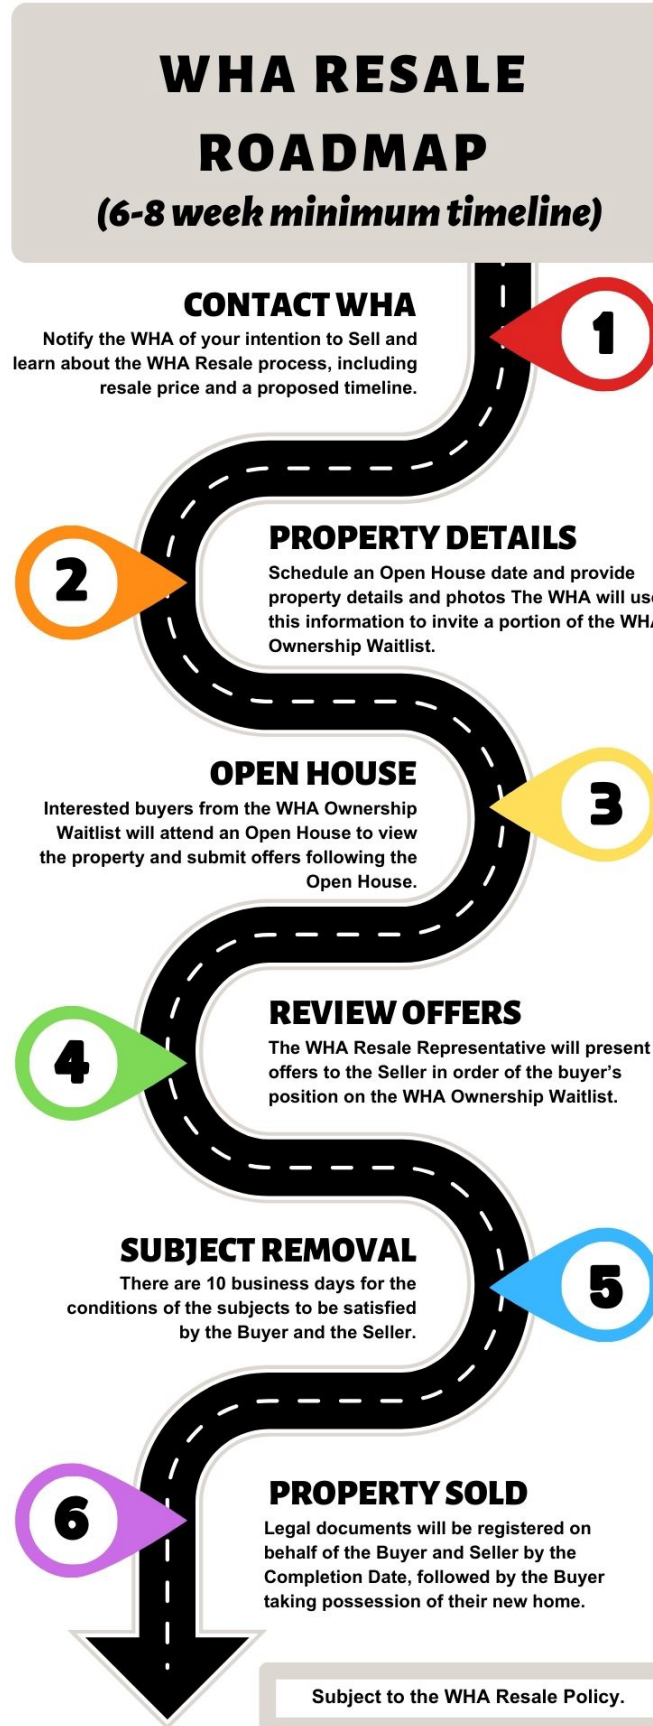 WHA RESALE
ROADMAP
(6-8 week minimum timeline)
1
CONTACT WHA
Notify the WHA of your intention to Sell and
learn about the WHA Resale process, including
resale price and a proposed timeline.
2
PROPERTY DETAILS
Schedule an Open House date and provide
property details and photos The WHA will use
this information to invite a portion of the WHA
Ownership Waitlist.
3
OPEN HOUSE
Interested buyers from the WHA Ownership
Waitlist will attend an Open House to view
the property and submit offers following the
Open House.
4
REVIEW OFFERS
The WHA Resale Representative will present
offers to the Seller in order of the buyer's
position on the WHA Ownership Waitlist.
5
SUBJECT REMOVAL
There are 10 business days for the
conditions of the subjects to be satisfied
by the Buyer and the Seller.
6
PROPERTY SOLD
Legal documents will be registered on
behalf of the Buyer and Seller by the
Completion Date, followed by the Buyer
taking possession of their new home.
Subject to the WHA Resale Policy.